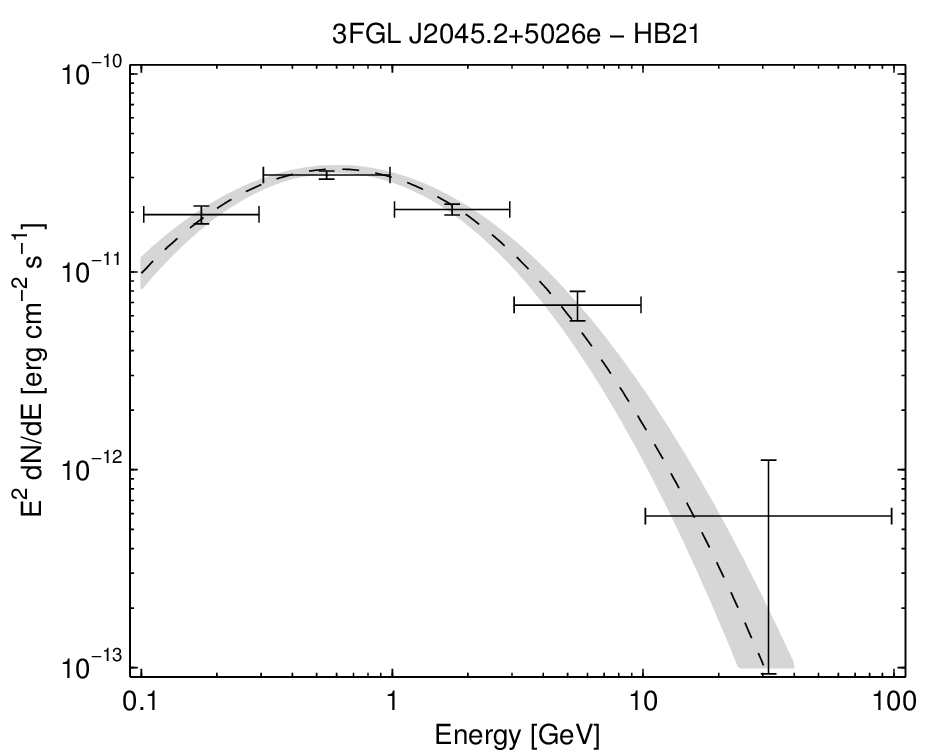 3FGL J2045.2+5026e − HB21
E² dN/dE [erg cm⁻² s⁻¹]
10⁻¹⁰
10⁻¹¹
10⁻¹²
10⁻¹³
0.1 1 10 100
Energy [GeV]